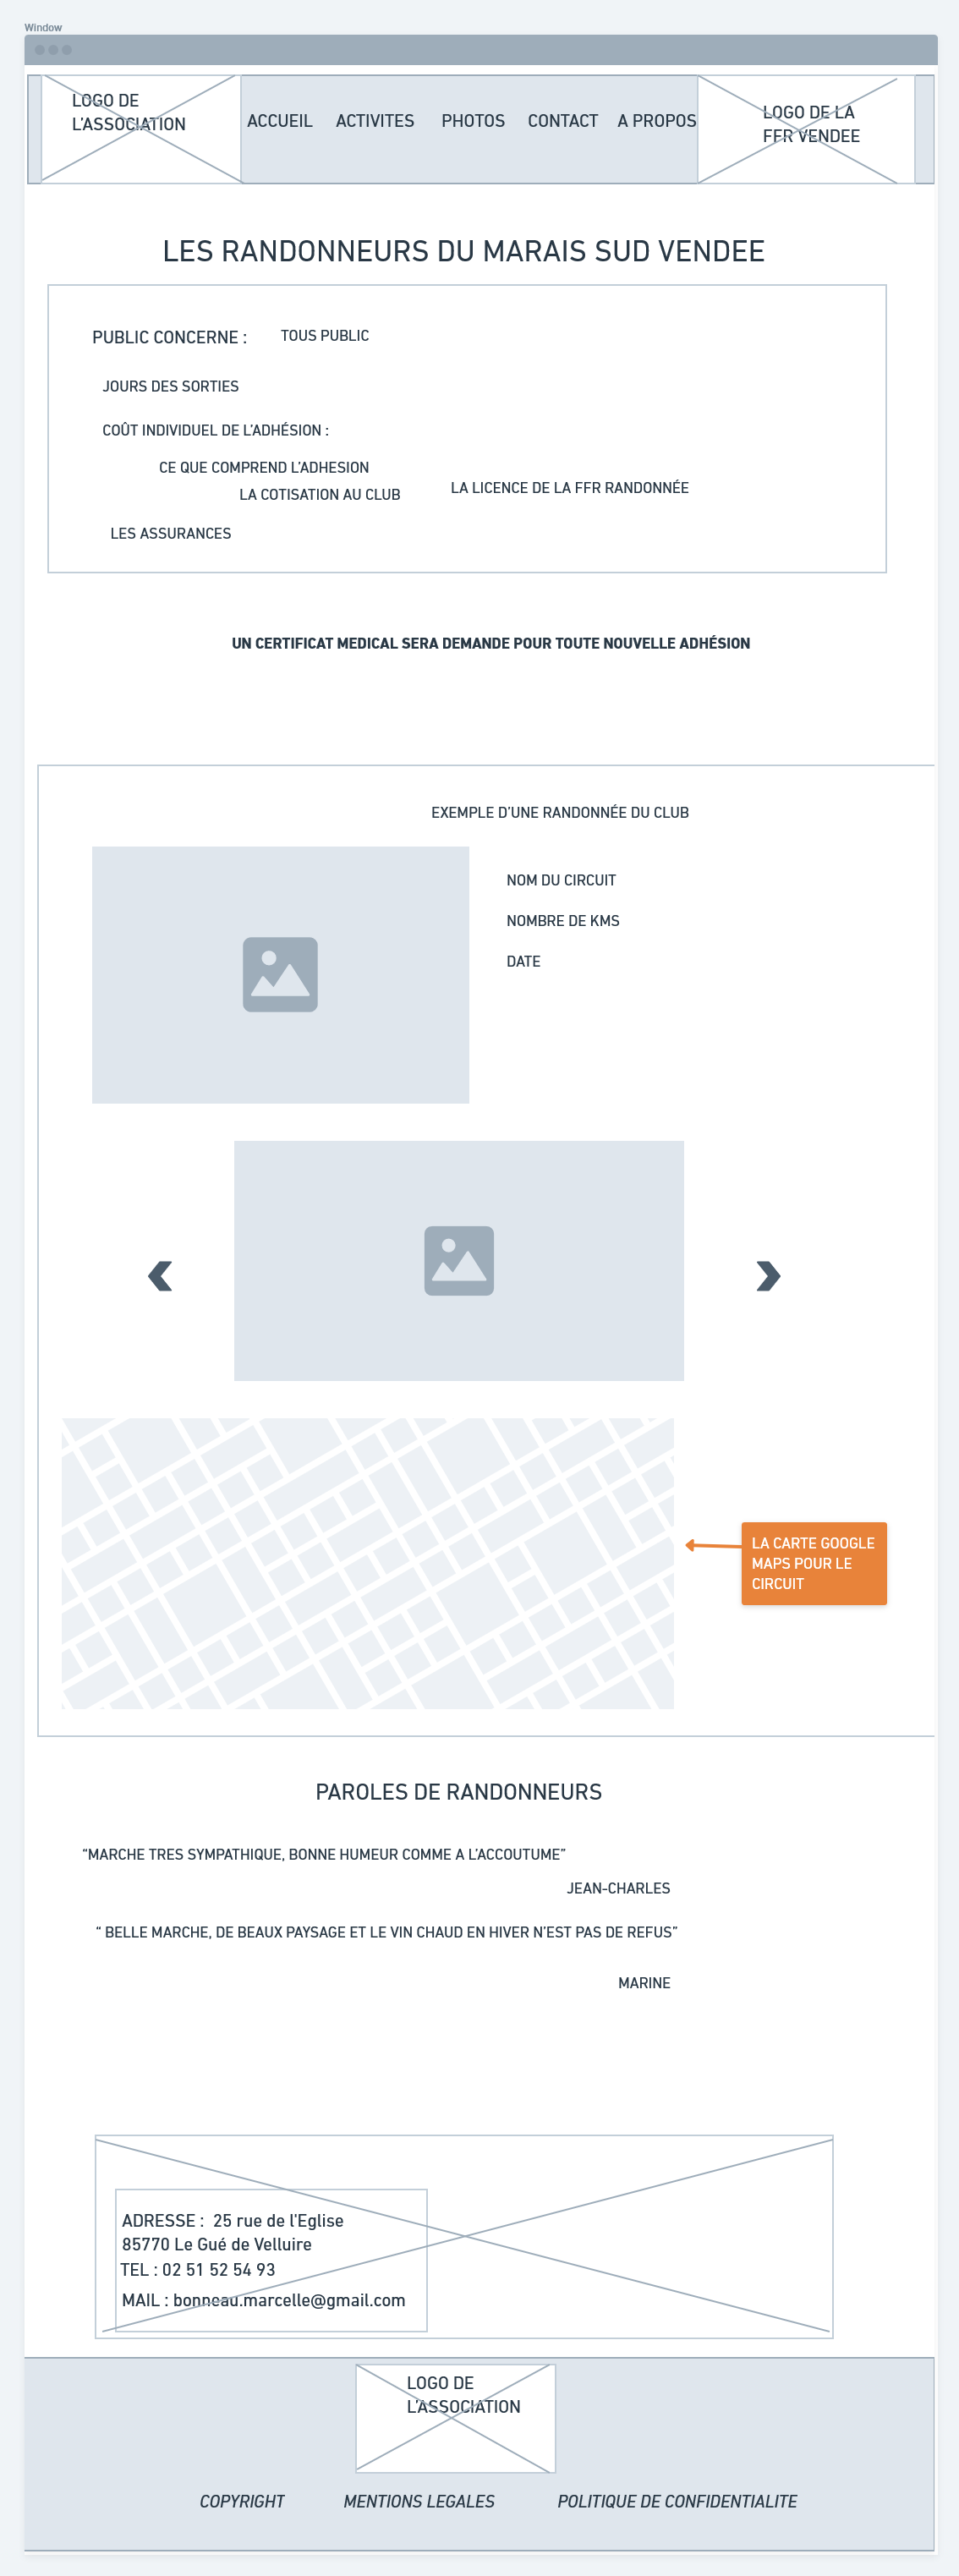 Window
LOGO DE
L'ASSOCIATION
ACCUEIL
ACTIVITES
PHOTOS
CONTACT
A PROPOS
LOGO DE LA
FFR VENDEE
LES RANDONNEURS DU MARAIS SUD VENDEE
PUBLIC CONCERNE :
TOUS PUBLIC
JOURS DES SORTIES
COÛT INDIVIDUEL DE L'ADHÉSION :
CE QUE COMPREND L'ADHESION
LA COTISATION AU CLUB
LA LICENCE DE LA FFR RANDONNÉE
LES ASSURANCES
UN CERTIFICAT MEDICAL SERA DEMANDE POUR TOUTE NOUVELLE ADHÉSION
EXEMPLE D'UNE RANDONNÉE DU CLUB
NOM DU CIRCUIT
NOMBRE DE KMS
DATE
LA CARTE GOOGLE
MAPS POUR LE
CIRCUIT
PAROLES DE RANDONNEURS
“MARCHE TRES SYMPATHIQUE, BONNE HUMEUR COMME A L'ACCOUTUME”
JEAN-CHARLES
“ BELLE MARCHE, DE BEAUX PAYSAGE ET LE VIN CHAUD EN HIVER N'EST PAS DE REFUS”
MARINE
ADRESSE :  25 rue de l'Eglise
85770 Le Gué de Velluire
TEL : 02 51 52 54 93
MAIL : bonneau.marcelle@gmail.com
LOGO DE
L'ASSOCIATION
COPYRIGHT
MENTIONS LEGALES
POLITIQUE DE CONFIDENTIALITE